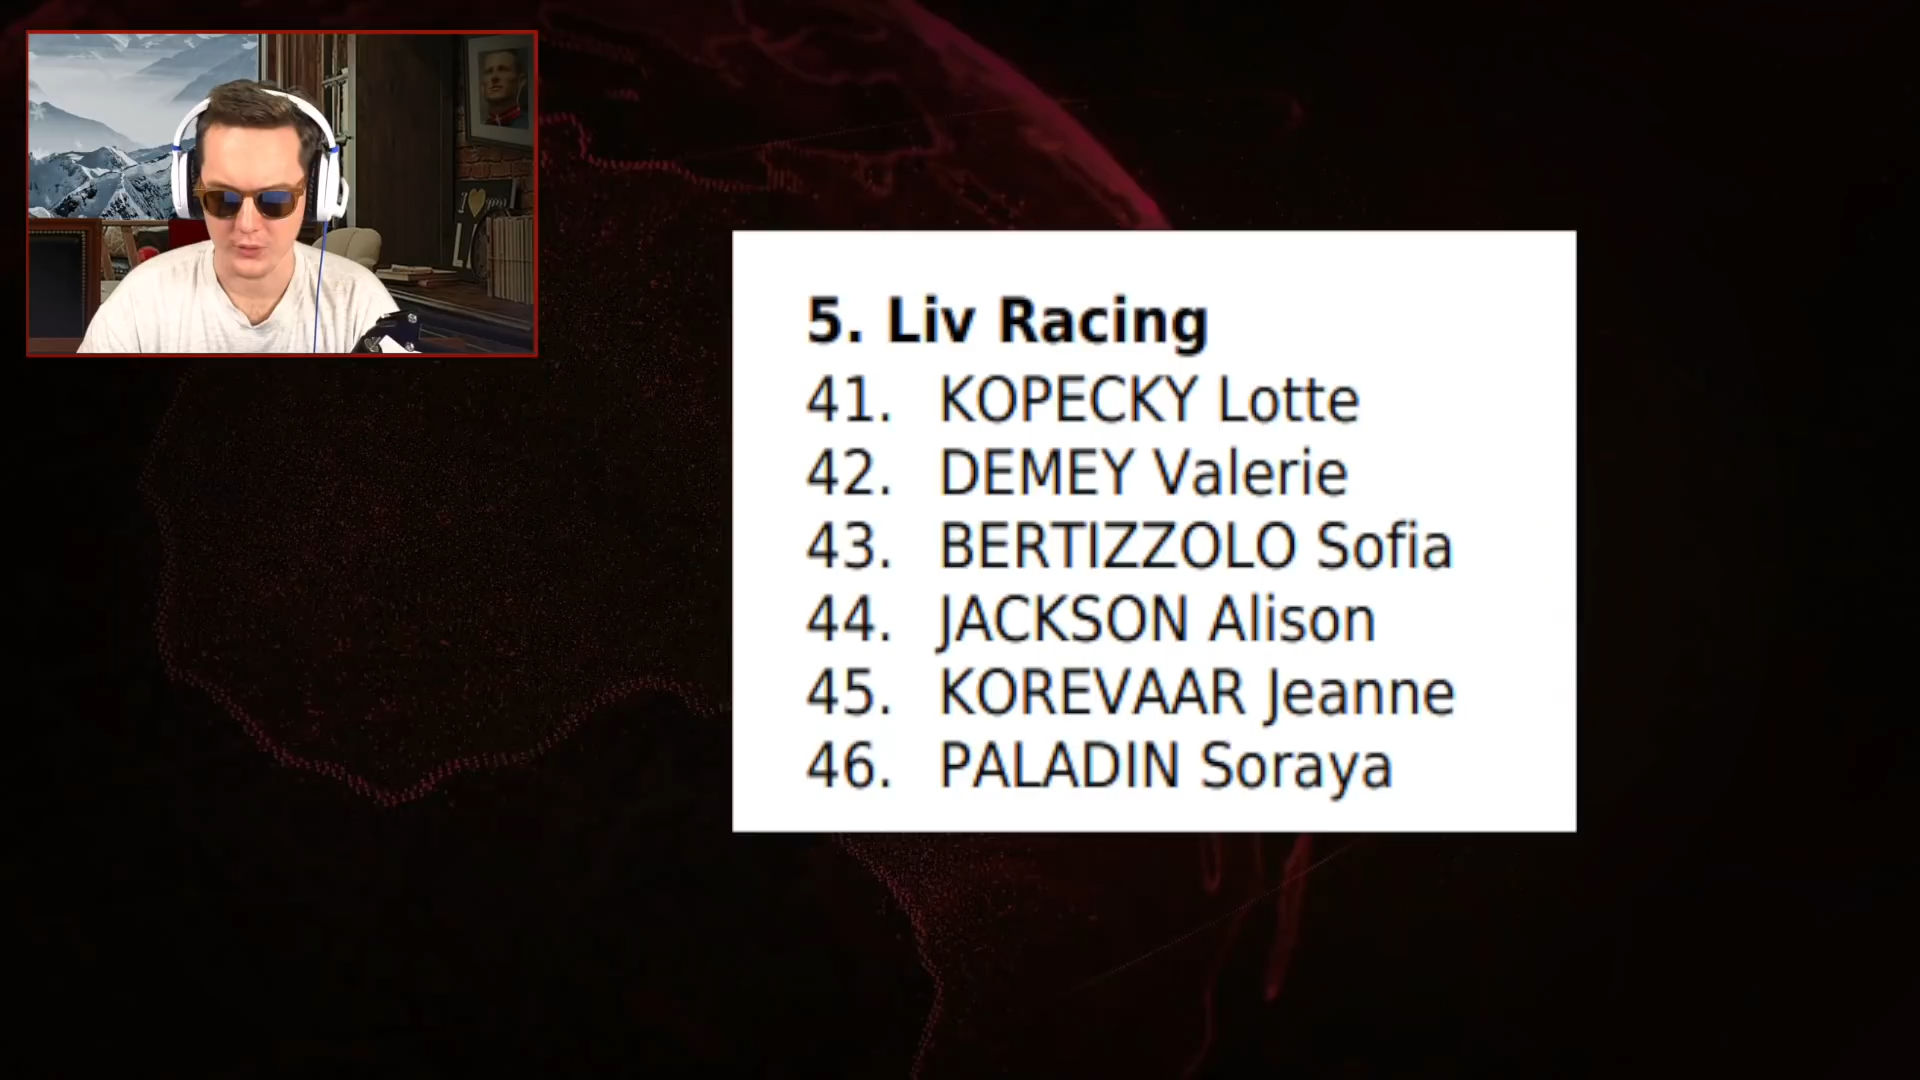 5. Liv Racing
41. KOPECKY Lotte
42. DEMEY Valerie
43. BERTIZZOLO Sofia
44. JACKSON Alison
45. KOREVAAR Jeanne
46. PALADIN Soraya